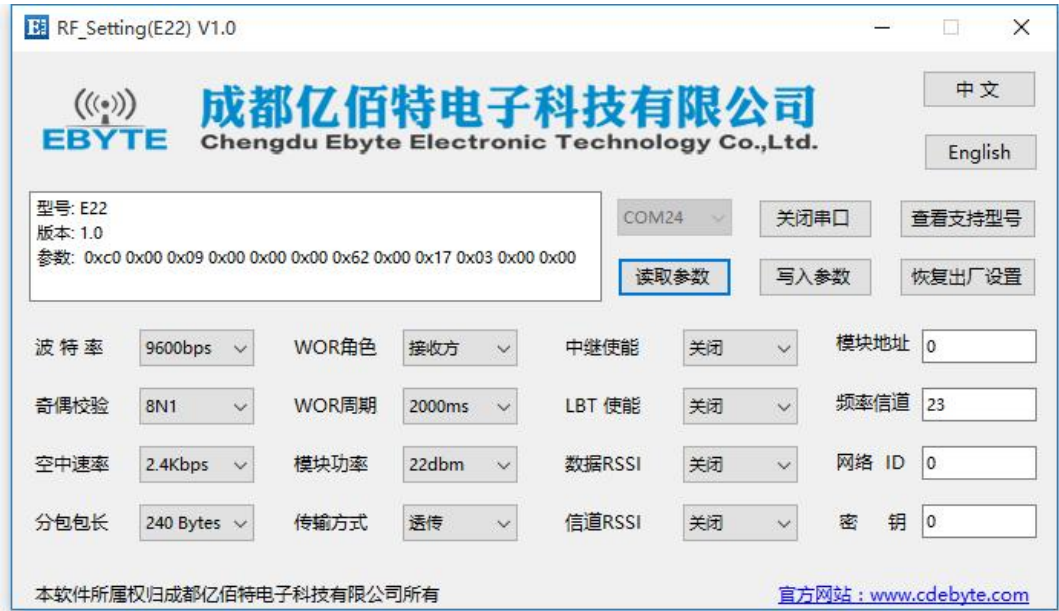 RF_Setting(E22) V1.0
EBYTE
成都亿佰特电子科技有限公司
Chengdu Ebyte Electronic Technology Co.,Ltd.
中文
English
型号: E22
版本: 1.0
参数: 0xc0 0x00 0x09 0x00 0x00 0x00 0x62 0x00 0x17 0x03 0x00 0x00
COM24 关闭串口 查看支持型号
读取参数 写入参数 恢复出厂设置
波 特 率 9600bps WOR角色 接收方 中继使能 关闭 模块地址 0
奇偶校验 8N1 WOR周期 2000ms LBT 使能 关闭 频率信道 23
空中速率 2.4Kbps 模块功率 22dbm 数据RSSI 关闭 网络 ID 0
分包包长 240 Bytes 传输方式 透传 信道RSSI 关闭 密 钥 0
本软件所属权归成都亿佰特电子科技有限公司所有 官方网站：www.cdebyte.com